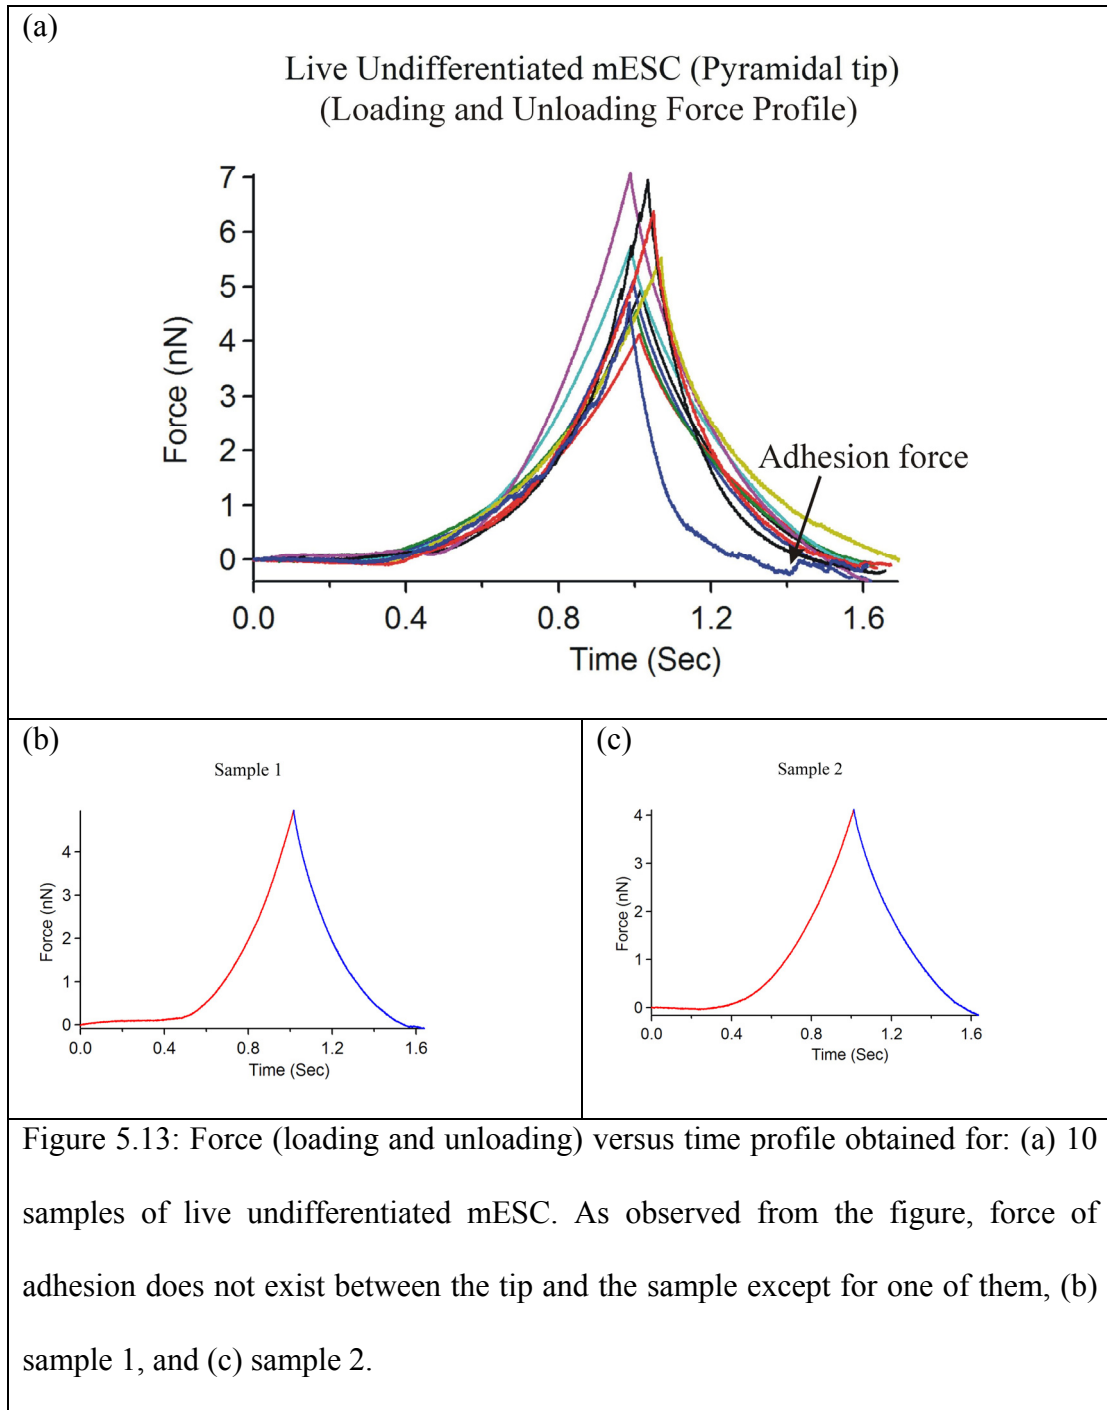 (a)
Live Undifferentiated mESC (Pyramidal tip)
(Loading and Unloading Force Profile)
7
6
5
4
3
2
1
0
Force (nN)
Adhesion force
0.0 0.4 0.8 1.2 1.6
Time (Sec)
(b)
Sample 1
4
3
2
1
0
Force (nN)
0.0 0.4 0.8 1.2 1.6
Time (Sec)
(c)
Sample 2
4
3
2
1
0
Force (nN)
0.0 0.4 0.8 1.2 1.6
Time (Sec)
Figure 5.13: Force (loading and unloading) versus time profile obtained for: (a) 10
samples of live undifferentiated mESC. As observed from the figure, force of
adhesion does not exist between the tip and the sample except for one of them, (b)
sample 1, and (c) sample 2.